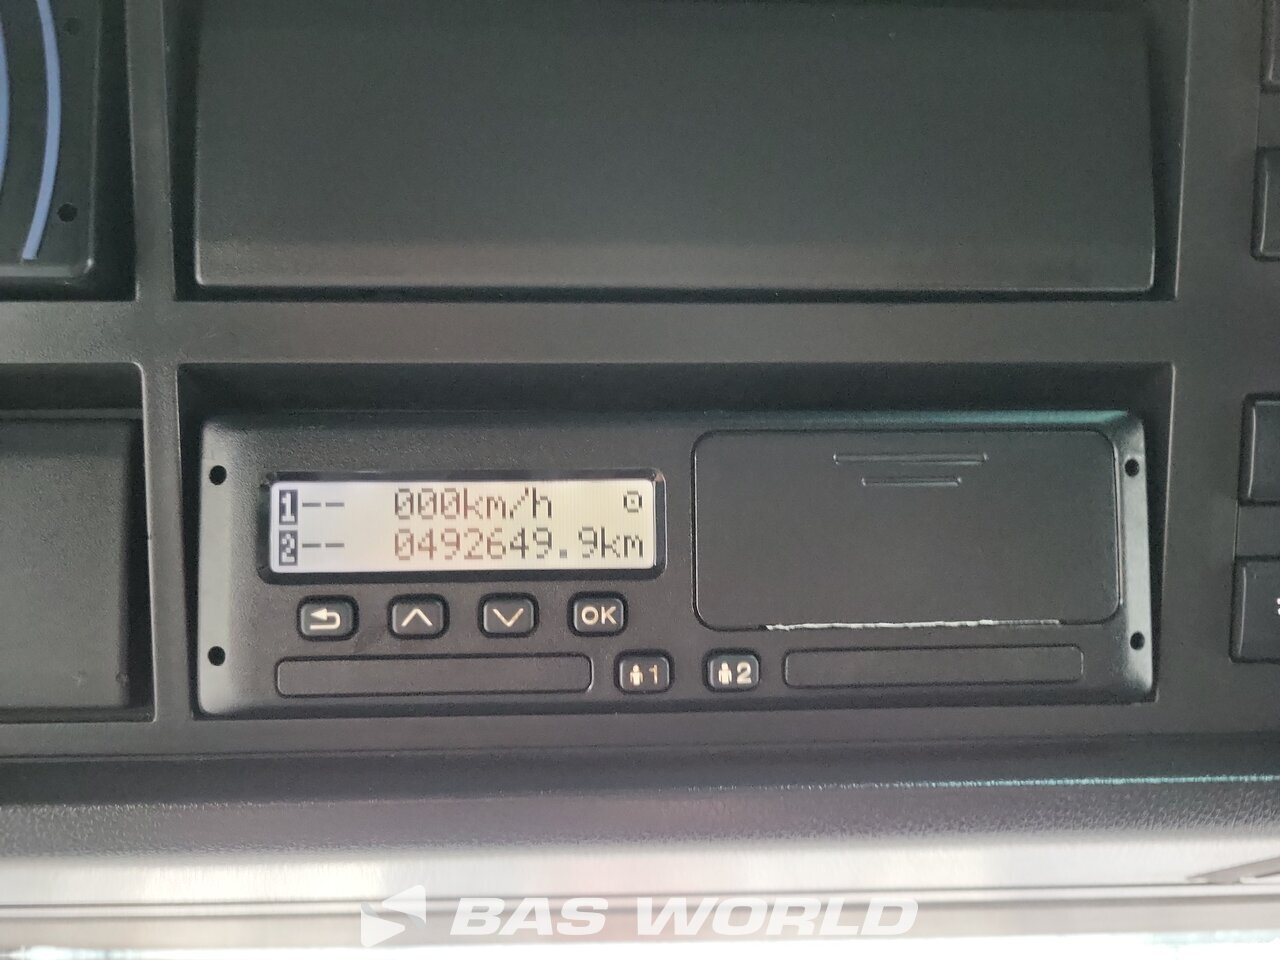 1 -- 000km/h
2 -- 0492649.9km
OK
1 2
BAS WORLD